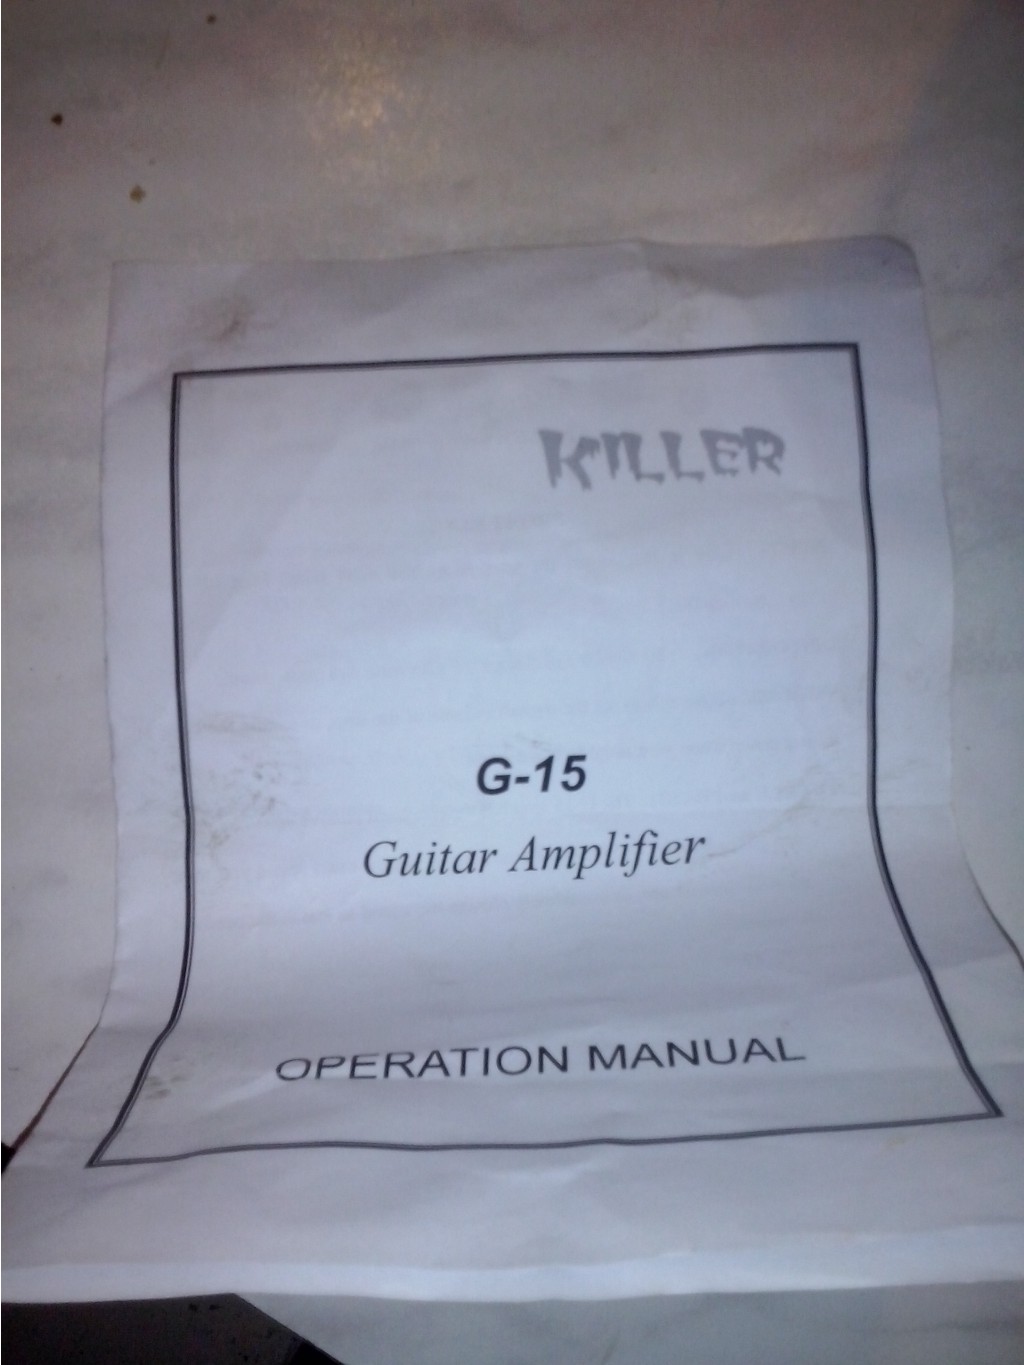 KILLER
G-15
Guitar Amplifier
OPERATION MANUAL